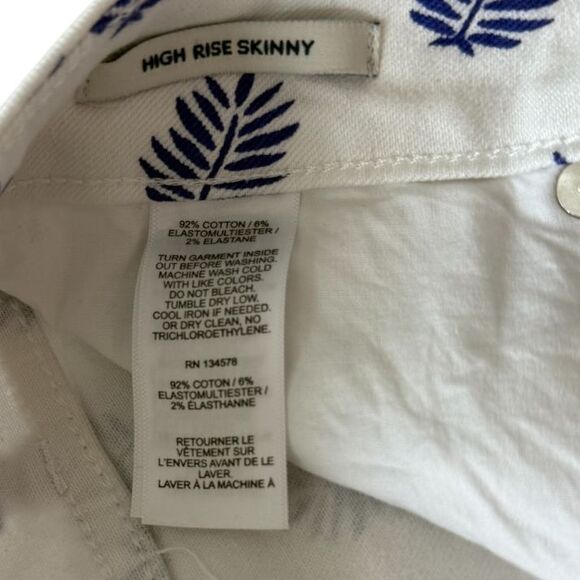 HIGH RISE SKINNY
92% COTTON / 6%
ELASTOMULTIESTER /
2% ELASTANE
TURN GARMENT INSIDE
OUT BEFORE WASHING.
MACHINE WASH COLD
WITH LIKE COLORS.
DO NOT BLEACH.
TUMBLE DRY LOW.
COOL IRON IF NEEDED.
OR DRY CLEAN, NO
TRICHLOROETHYLENE.
RN 134578
92% COTON / 6%
ELASTOMULTIESTER /
2% ÉLASTHANNE
RETOURNER LE
VÊTEMENT SUR
L'ENVERS AVANT DE LE
LAVER.
LAVER À LA MACHINE À